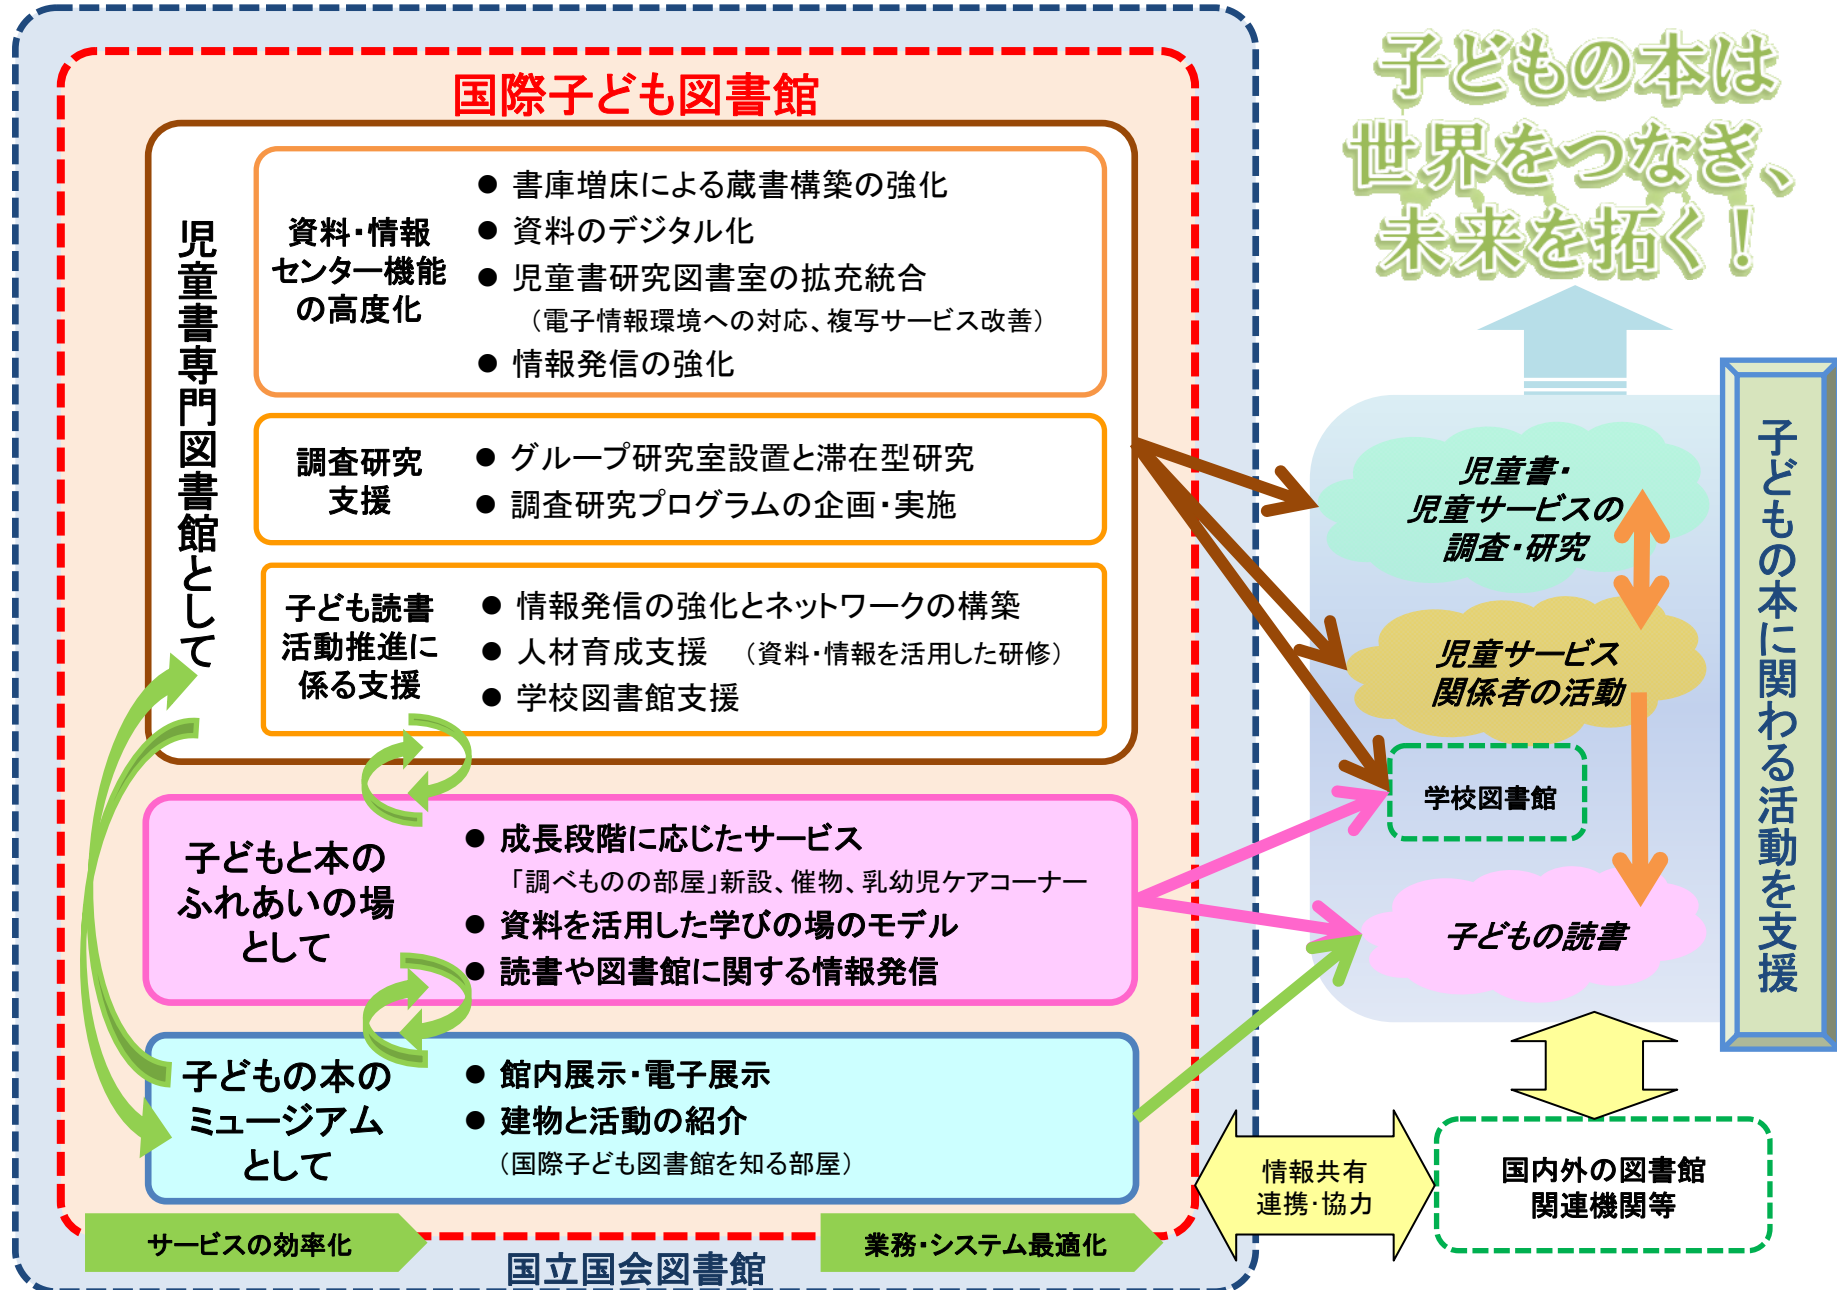 国際子ども図書館
児童書専門図書館として
資料・情報
センター機能
の高度化
● 書庫増床による蔵書構築の強化
● 資料のデジタル化
● 児童書研究図書室の拡充統合
（電子情報環境への対応、複写サービス改善）
● 情報発信の強化
調査研究
支援
● グループ研究室設置と滞在型研究
● 調査研究プログラムの企画・実施
子ども読書
活動推進に
係る支援
● 情報発信の強化とネットワークの構築
● 人材育成支援　（資料・情報を活用した研修）
● 学校図書館支援
子どもと本の
ふれあいの場
として
● 成長段階に応じたサービス
「調べものの部屋」新設、催物、乳幼児ケアコーナー
● 資料を活用した学びの場のモデル
● 読書や図書館に関する情報発信
子どもの本の
ミュージアム
として
● 館内展示・電子展示
● 建物と活動の紹介
（国際子ども図書館を知る部屋）
サービスの効率化
業務・システム最適化
国立国会図書館
子どもの本は
世界をつなぎ、
未来を拓く！
児童書・
児童サービスの
調査・研究
児童サービス
関係者の活動
学校図書館
子どもの読書
子どもの本に関わる活動を支援
情報共有
連携・協力
国内外の図書館
関連機関等